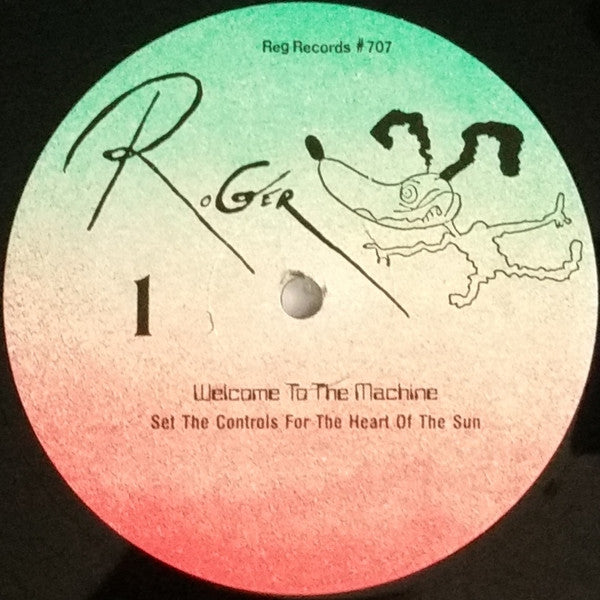 Reg Records #707
RoGER
1
Welcome To The Machine
Set The Controls For The Heart Of The Sun